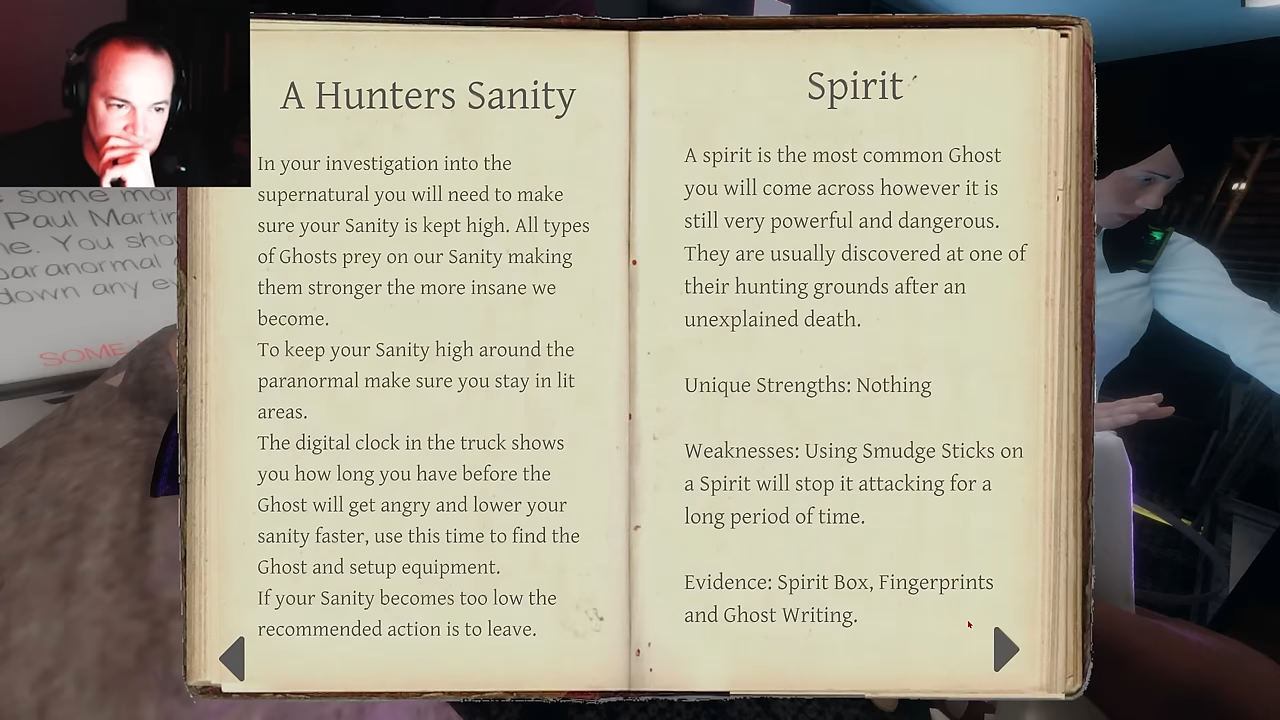 A Hunters Sanity
In your investigation into the
supernatural you will need to make
sure your Sanity is kept high. All types
of Ghosts prey on our Sanity making
them stronger the more insane we
become.
To keep your Sanity high around the
paranormal make sure you stay in lit
areas.
The digital clock in the truck shows
you how long you have before the
Ghost will get angry and lower your
sanity faster, use this time to find the
Ghost and setup equipment.
If your Sanity becomes too low the
recommended action is to leave.
Spirit
A spirit is the most common Ghost
you will come across however it is
still very powerful and dangerous.
They are usually discovered at one of
their hunting grounds after an
unexplained death.
Unique Strengths: Nothing
Weaknesses: Using Smudge Sticks on
a Spirit will stop it attacking for a
long period of time.
Evidence: Spirit Box, Fingerprints
and Ghost Writing.
some
Paul
You
paranormal
down any
SOME